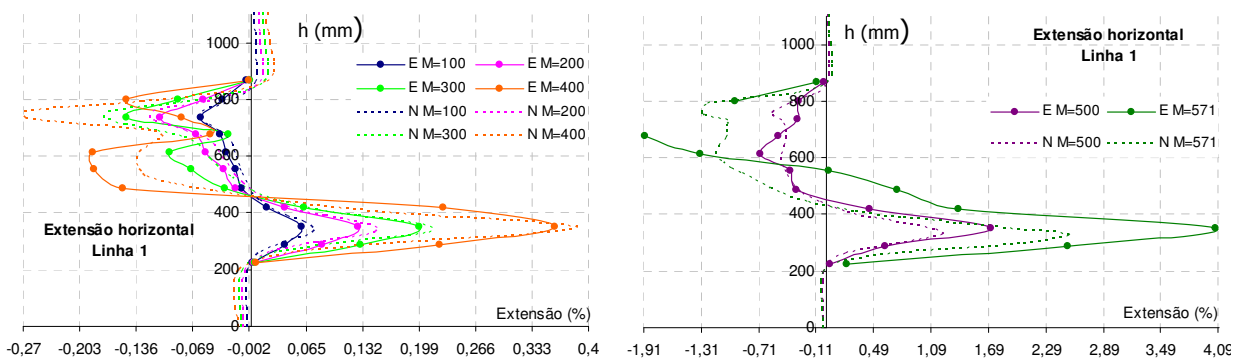 h (mm)
1000
800
600
400
200
0
E M=100
E M=200
E M=300
E M=400
N M=100
N M=200
N M=300
N M=400
Extensão horizontal
Linha 1
Extensão (%)
-0,27
-0,203
-0,136
-0,069
-0,002
0,065
0,132
0,199
0,266
0,333
0,4
h (mm)
1000
800
600
400
200
0
Extensão horizontal
Linha 1
E M=500
E M=571
N M=500
N M=571
Extensão (%)
-1,91
-1,31
-0,71
-0,11
0,49
1,09
1,69
2,29
2,89
3,49
4,09